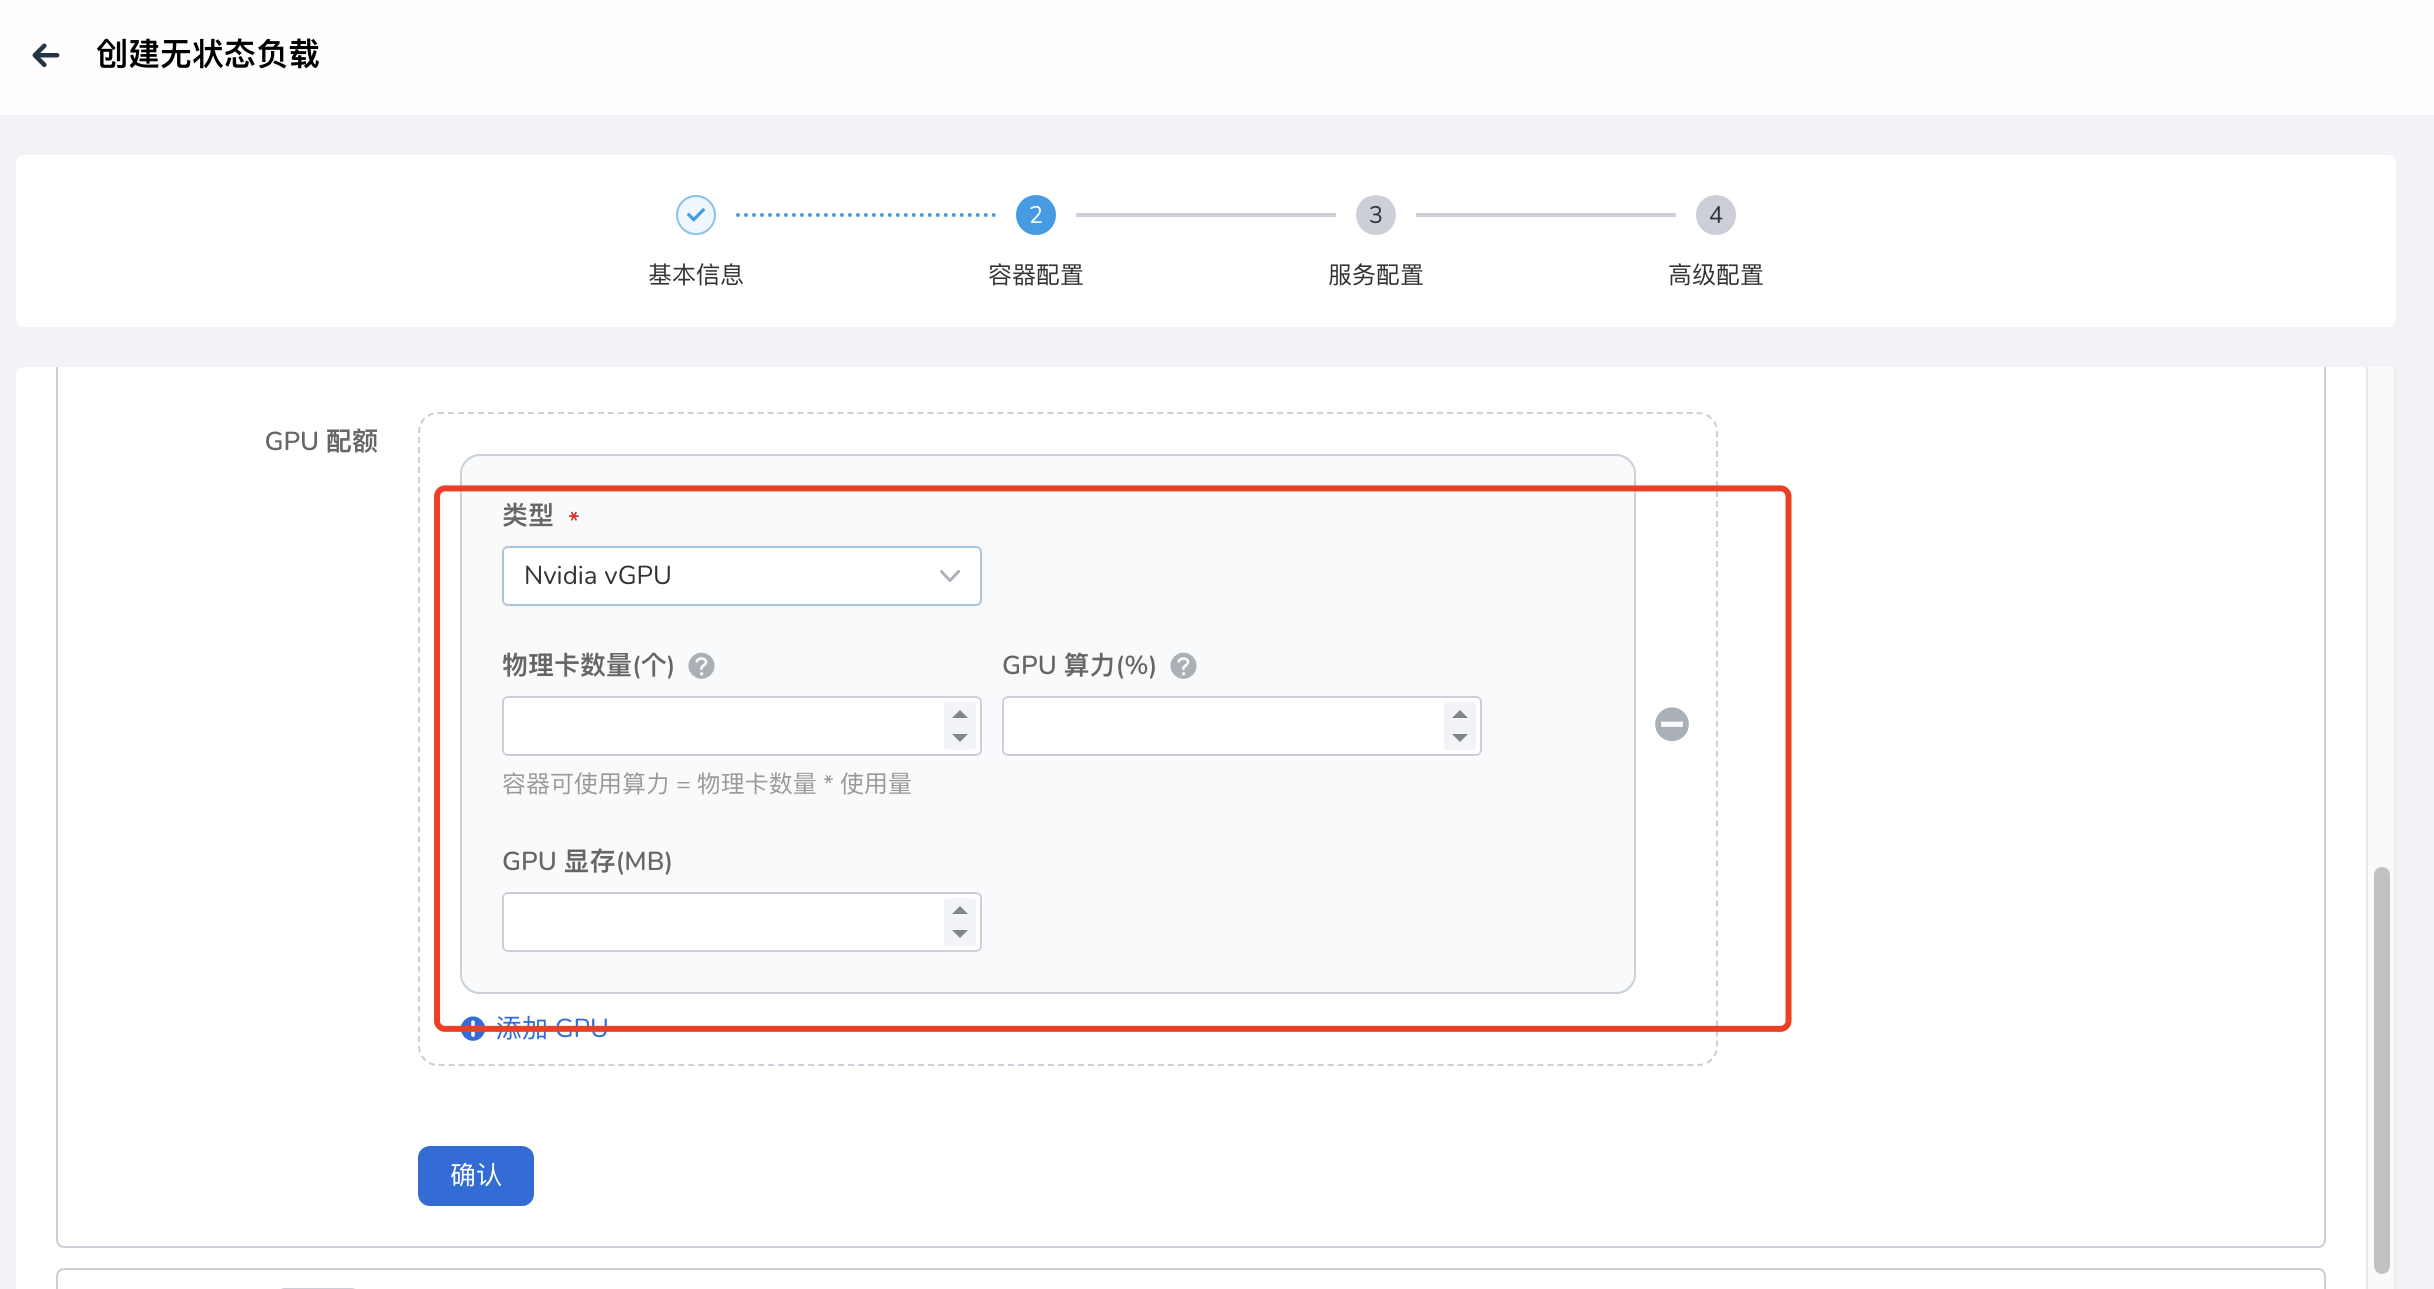 创建无状态负载
2
3
4
基本信息
容器配置
服务配置
高级配置
GPU 配额
类型 *
Nvidia vGPU
物理卡数量(个) ?
GPU 算力(%) ?
容器可使用算力 = 物理卡数量 * 使用量
GPU 显存(MB)
添加 GPU
确认